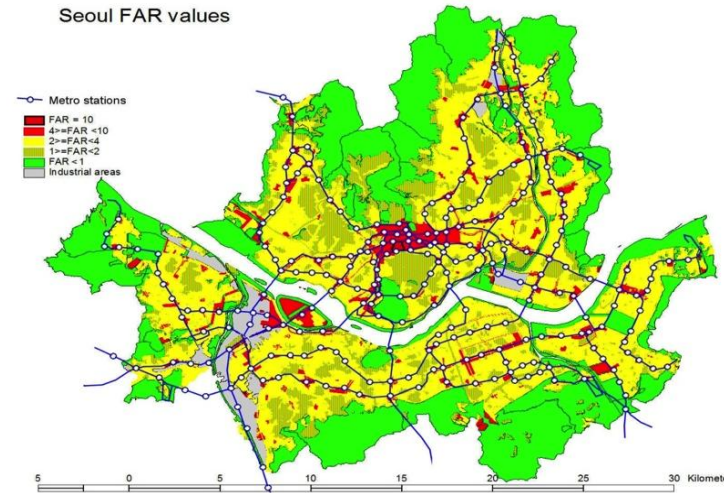 Seoul FAR values
Metro stations
FAR = 10
4>=FAR <10
2>=FAR<4
1>=FAR<2
FAR <1
Industrial areas
5 0 5 10 15 20 25 30 Kilomet